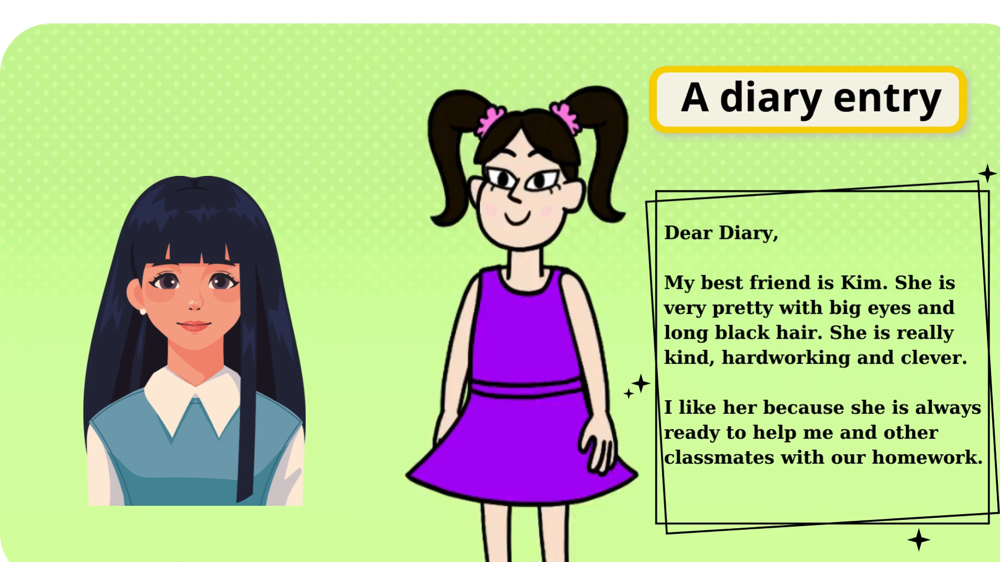 A diary entry
Dear Diary,
My best friend is Kim. She is
very pretty with big eyes and
long black hair. She is really
kind, hardworking and clever.
I like her because she is always
ready to help me and other
classmates with our homework.